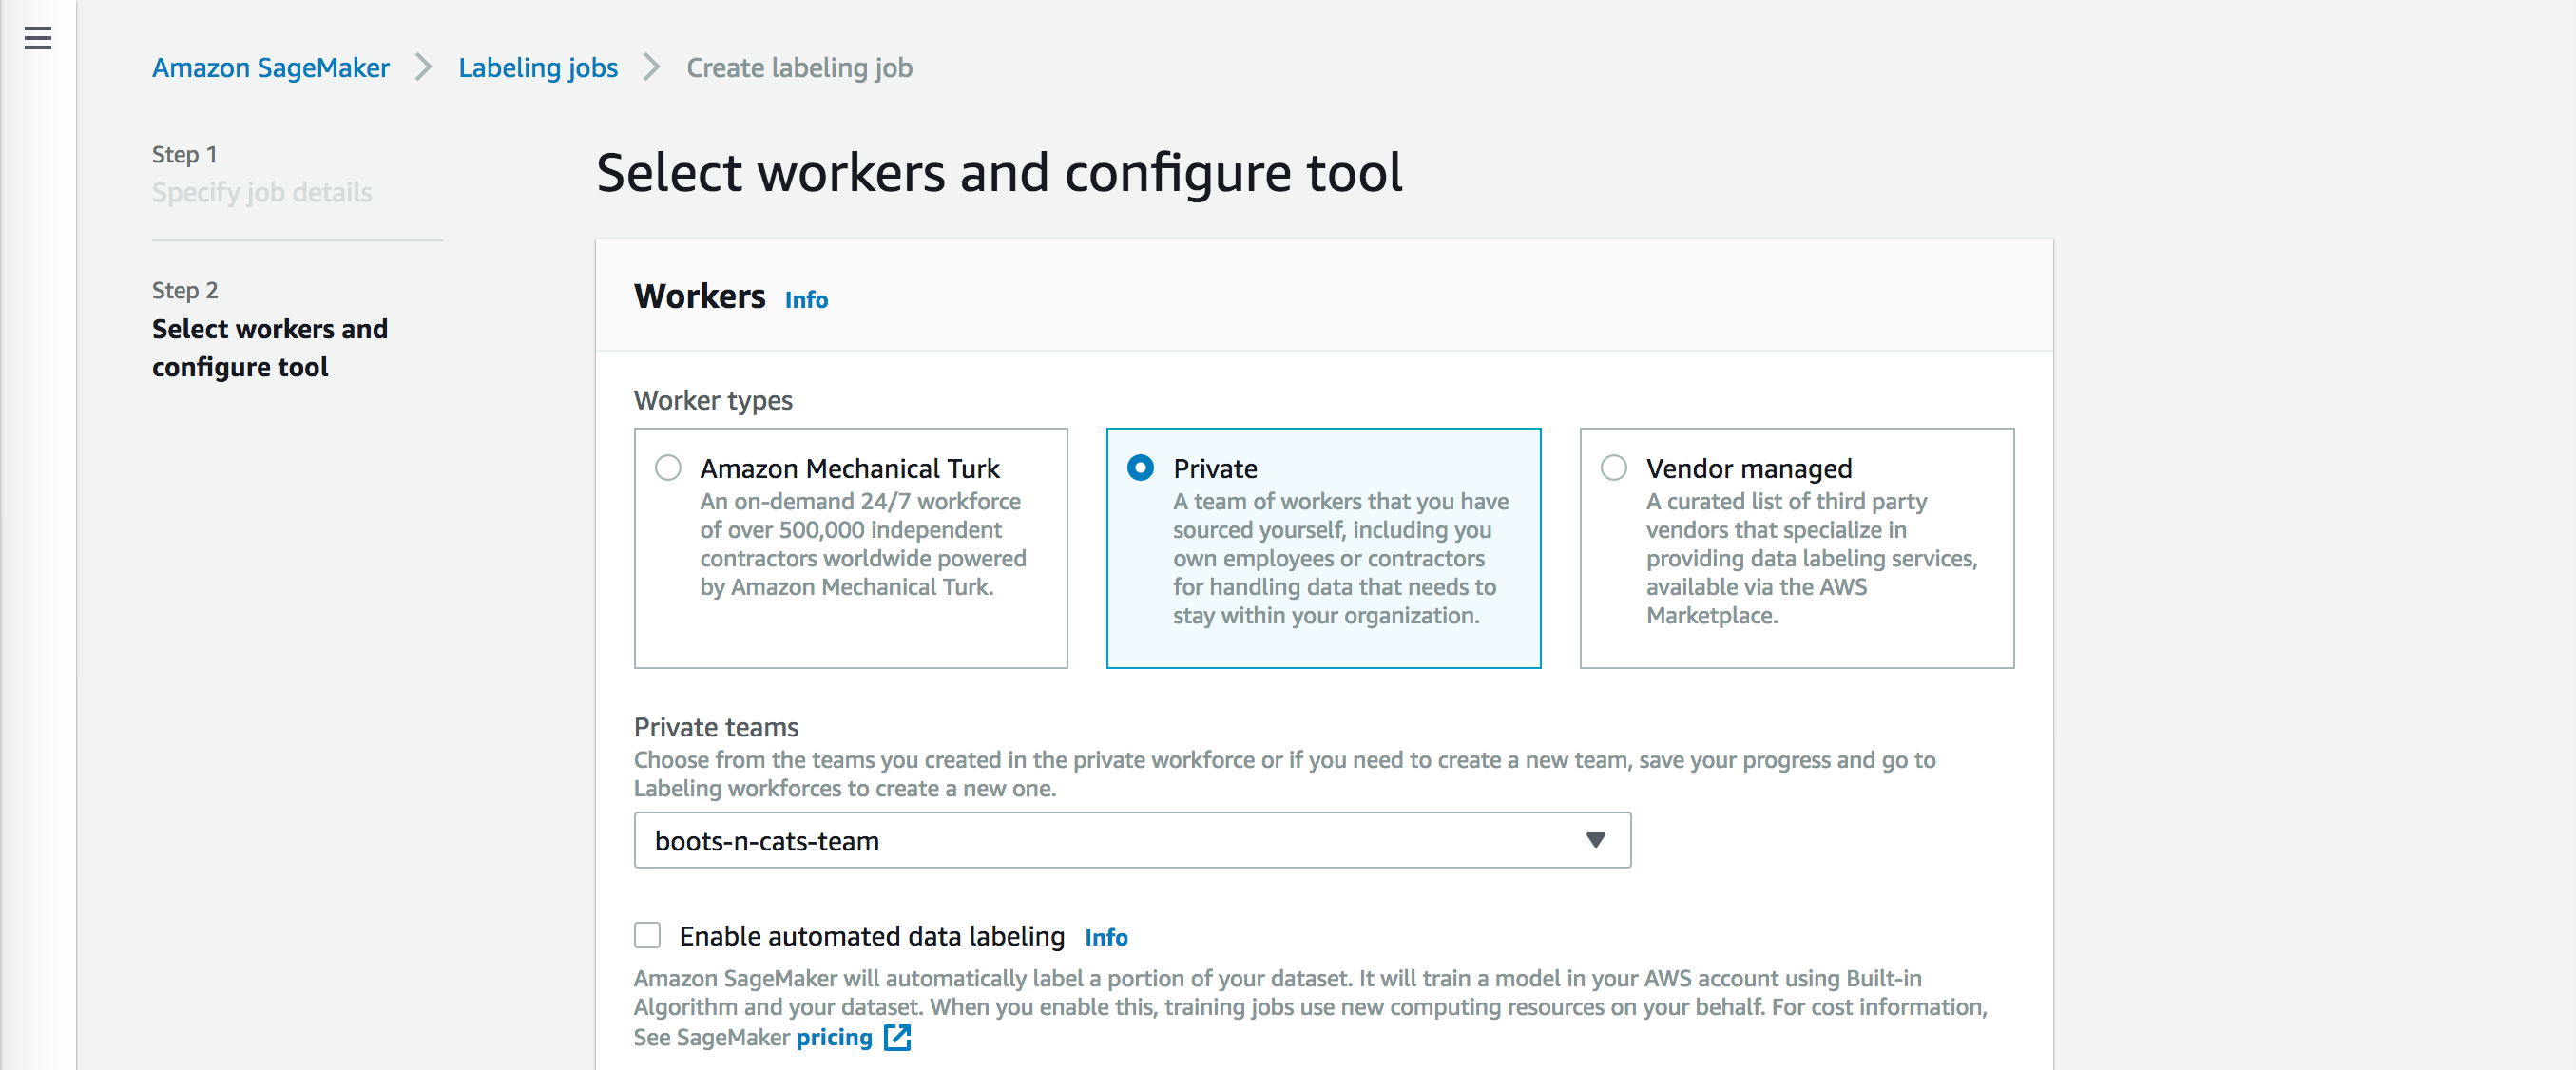 Amazon SageMaker > Labeling jobs > Create labeling job
Step 1
Specify job details
Step 2
Select workers and
configure tool
Select workers and configure tool
Workers Info
Worker types
Amazon Mechanical Turk
An on-demand 24/7 workforce
of over 500,000 independent
contractors worldwide powered
by Amazon Mechanical Turk.
Private
A team of workers that you have
sourced yourself, including you
own employees or contractors
for handling data that needs to
stay within your organization.
Vendor managed
A curated list of third party
vendors that specialize in
providing data labeling services,
available via the AWS
Marketplace.
Private teams
Choose from the teams you created in the private workforce or if you need to create a new team, save your progress and go to
Labeling workforces to create a new one.
boots-n-cats-team
Enable automated data labeling Info
Amazon SageMaker will automatically label a portion of your dataset. It will train a model in your AWS account using Built-in
Algorithm and your dataset. When you enable this, training jobs use new computing resources on your behalf. For cost information,
See SageMaker pricing